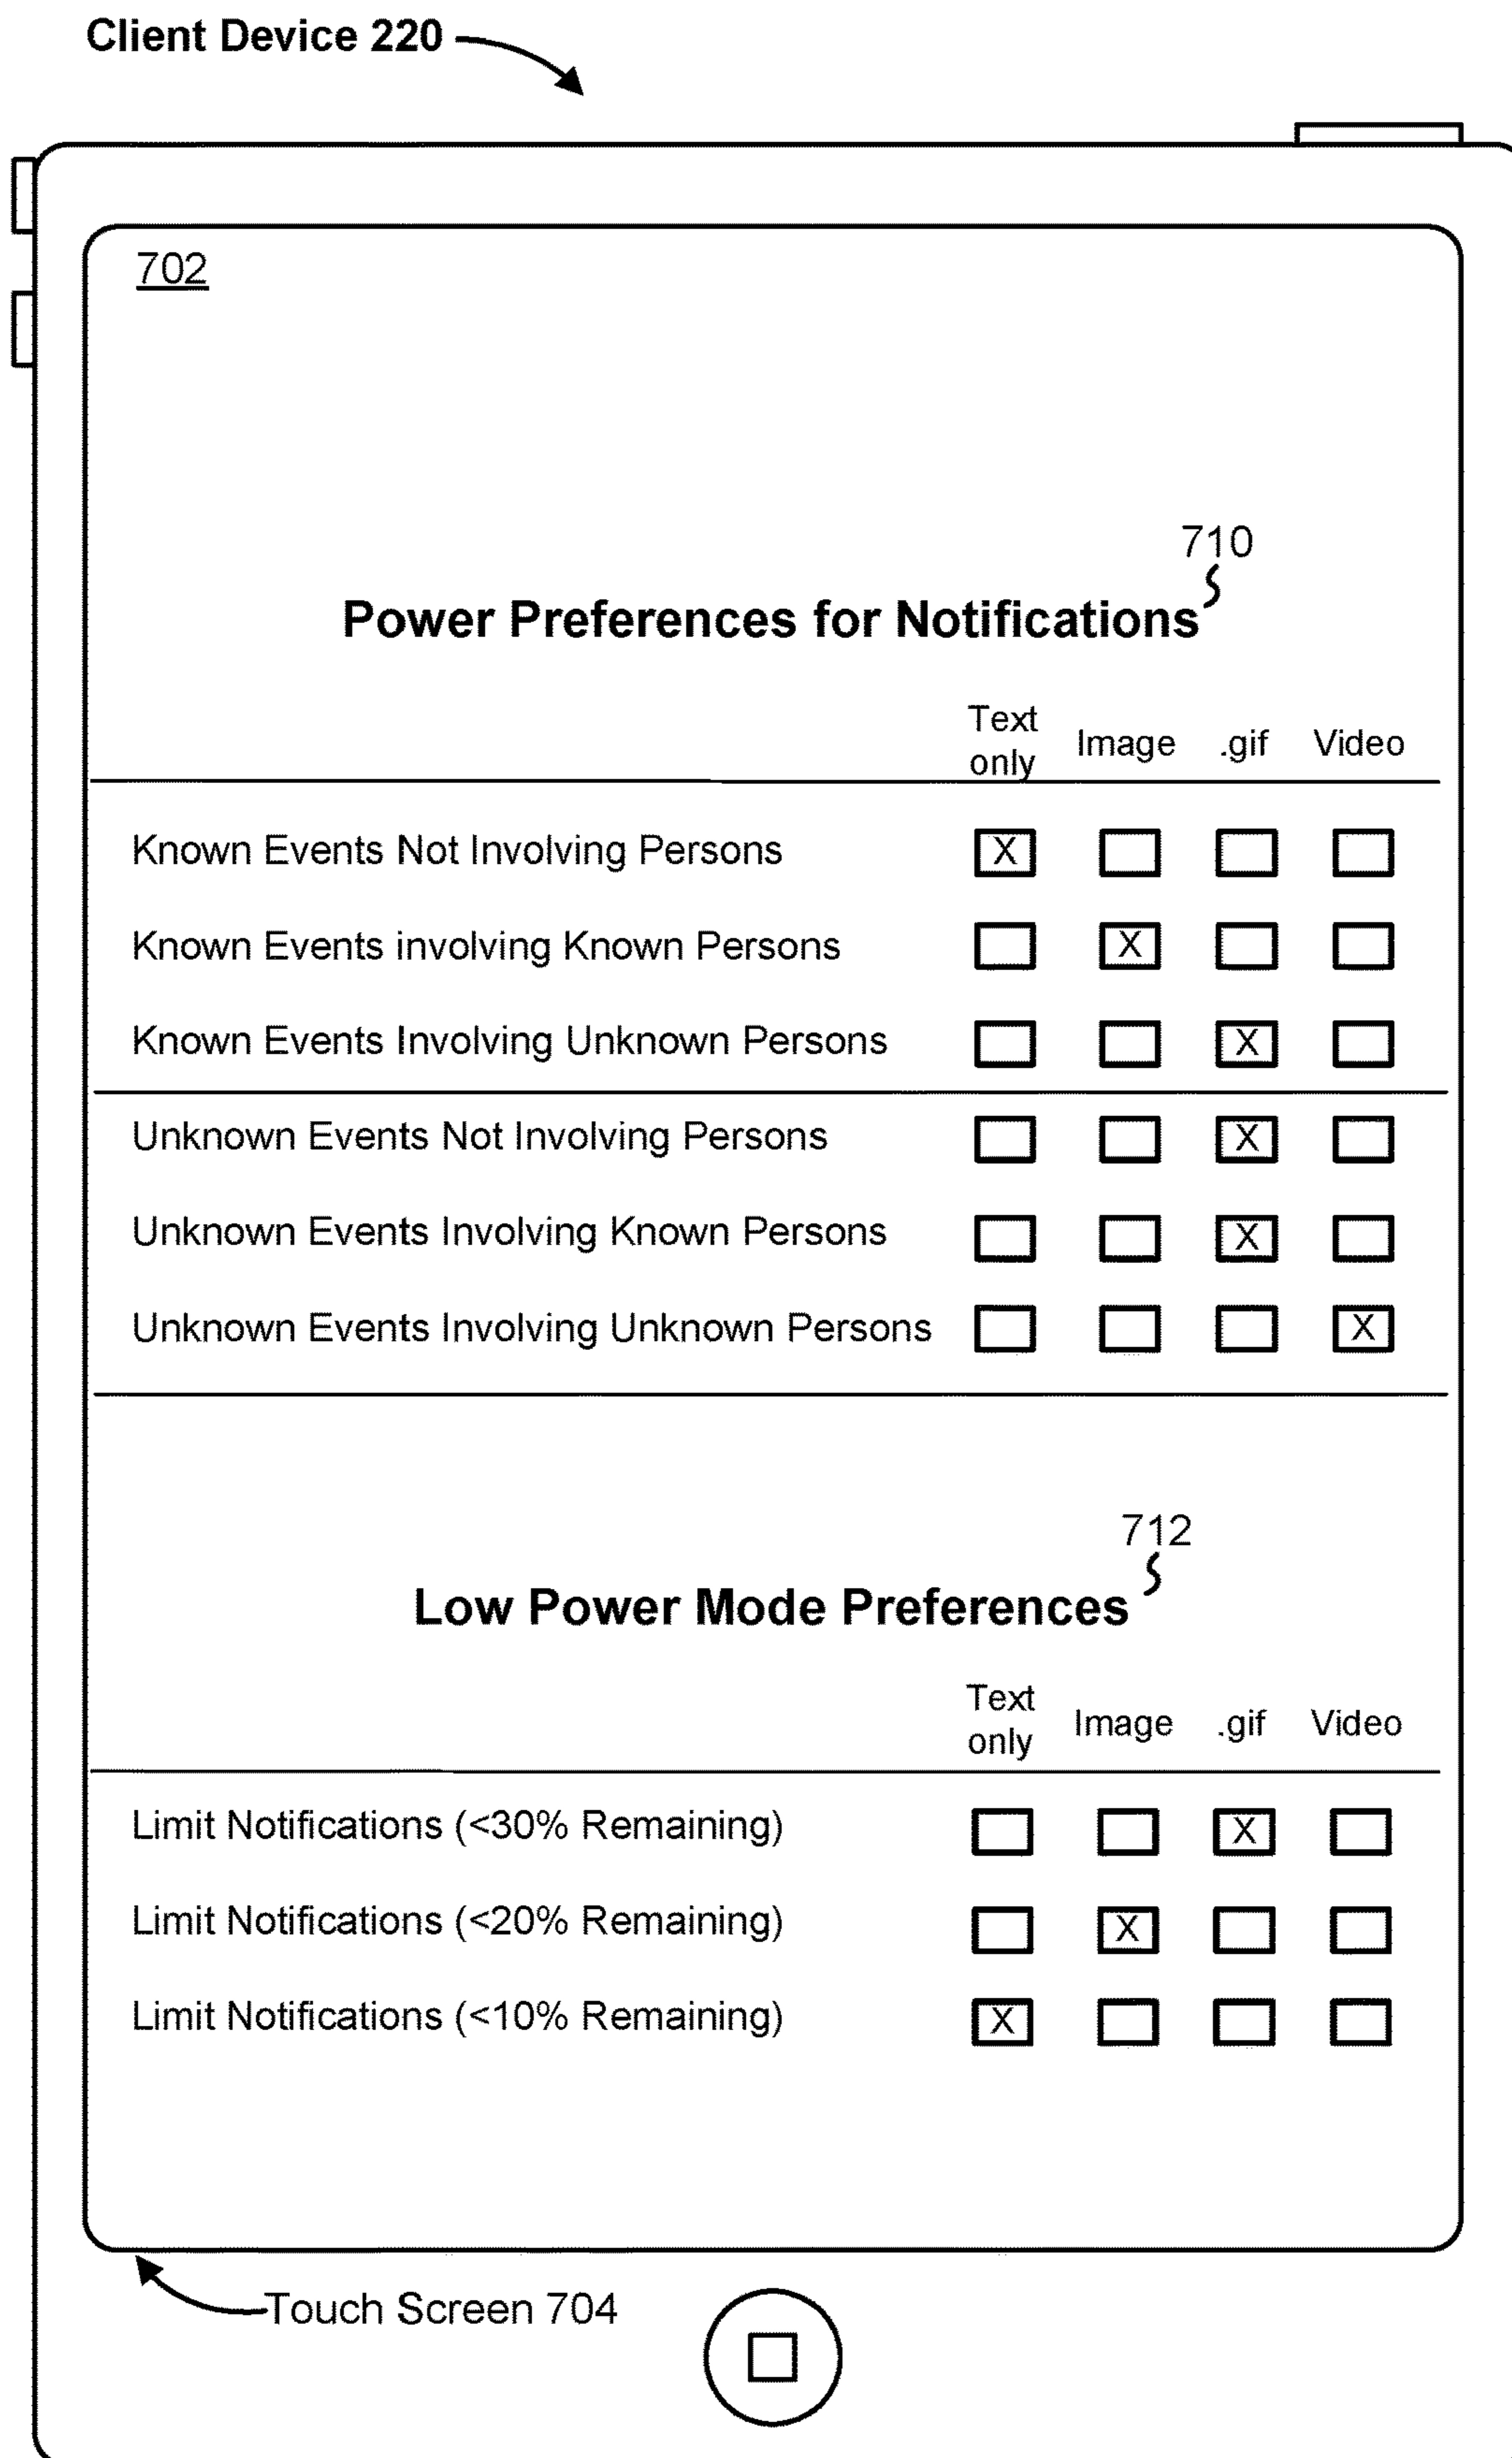 Client Device 220
702
710
Power Preferences for Notifications
Text only Image .gif Video
Known Events Not Involving Persons X
Known Events involving Known Persons X
Known Events Involving Unknown Persons X
Unknown Events Not Involving Persons X
Unknown Events Involving Known Persons X
Unknown Events Involving Unknown Persons X
712
Low Power Mode Preferences
Text only Image .gif Video
Limit Notifications (<30% Remaining) X
Limit Notifications (<20% Remaining) X
Limit Notifications (<10% Remaining) X
Touch Screen 704